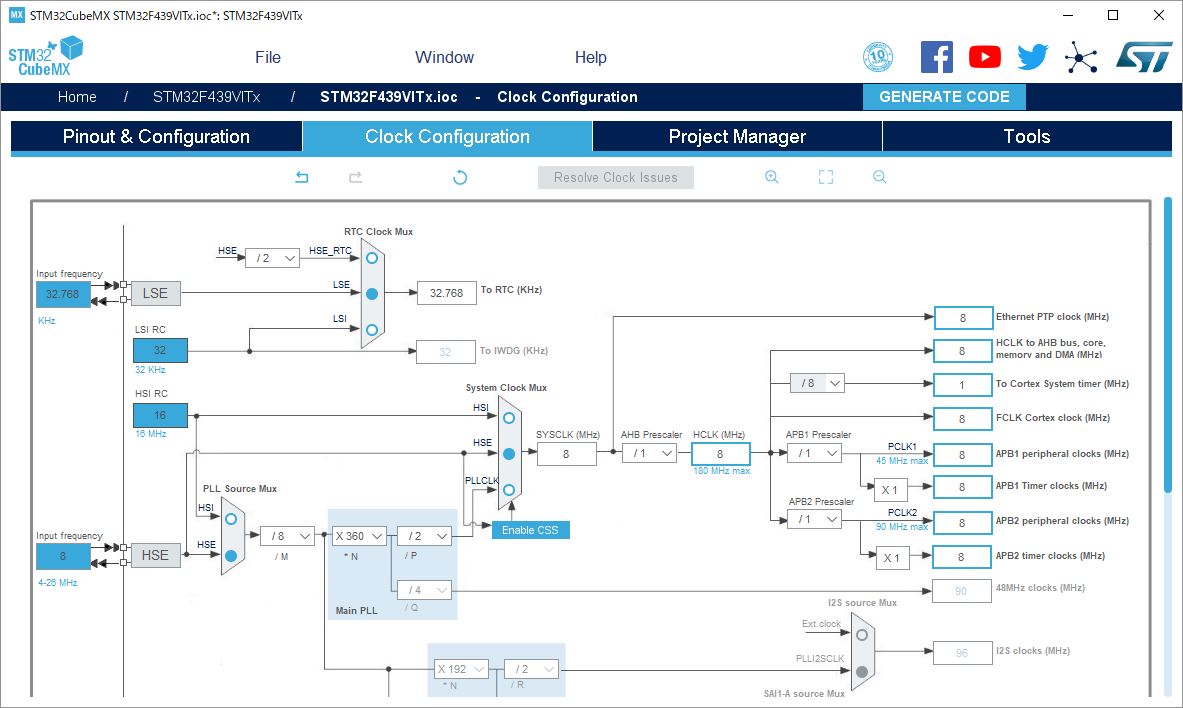 MX STM32CubeMX STM32F439VITx.ioc*: STM32F439VITx
STM32
CubeMX
File
Window
Help
10
ST
Home / STM32F439VITx / STM32F439VITx.ioc - Clock Configuration
GENERATE CODE
Pinout & Configuration
Clock Configuration
Project Manager
Tools
Resolve Clock Issues
RTC Clock Mux
HSE
/ 2
HSE_RTC
Input frequency
32.768
KHz
LSE
LSE
32.768
To RTC (KHz)
LSI
LSI RC
32
32 KHz
32
To IWDG (KHz)
HSI RC
16
16 MHz
System Clock Mux
HSI
HSE
PLLCLK
Enable CSS
SYSCLK (MHz)
8
AHB Prescaler
/ 1
HCLK (MHz)
8
180 MHz max
8
Ethernet PTP clock (MHz)
8
HCLK to AHB bus, core,
memory and DMA (MHz)
/ 8
1
To Cortex System timer (MHz)
8
FCLK Cortex clock (MHz)
APB1 Prescaler
/ 1
PCLK1
45 MHz max
8
APB1 peripheral clocks (MHz)
X 1
8
APB1 Timer clocks (MHz)
APB2 Prescaler
/ 1
PCLK2
90 MHz max
8
APB2 peripheral clocks (MHz)
X 1
8
APB2 timer clocks (MHz)
PLL Source Mux
HSI
HSE
Input frequency
8
4-26 MHz
HSE
/ 8
/ M
X 360
* N
/ 2
/ P
/ 4
/ Q
Main PLL
90
48MHz clocks (MHz)
I2S source Mux
Ext.clock
PLLI2SCLK
96
I2S clocks (MHz)
X 192
* N
/ 2
/ R
SAI1-A source Mux